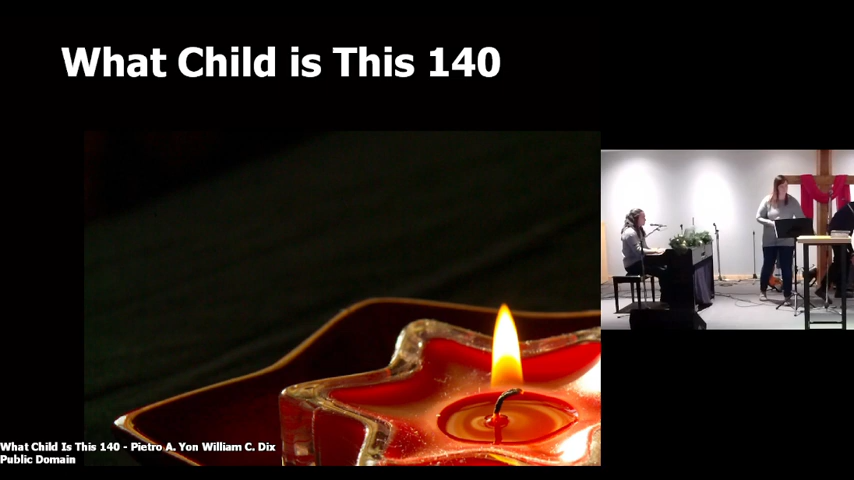 What Child is This 140
What Child Is This 140 - Pietro A. Yon William C. Dix
Public Domain